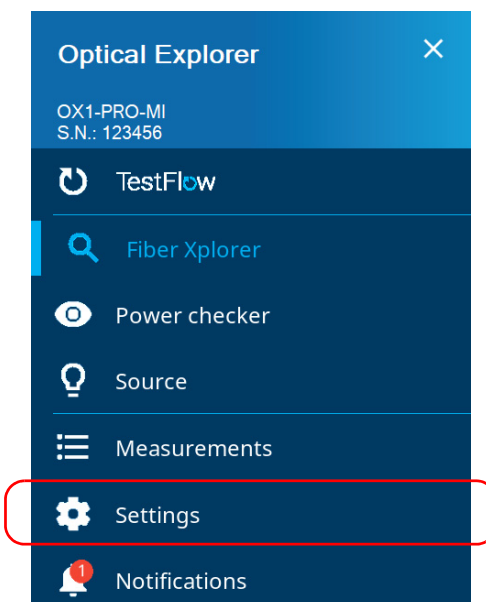 Optical Explorer
OX1-PRO-MI
S.N.: 123456
TestFlow
Fiber Xplorer
Power checker
Source
Measurements
Settings
1
Notifications